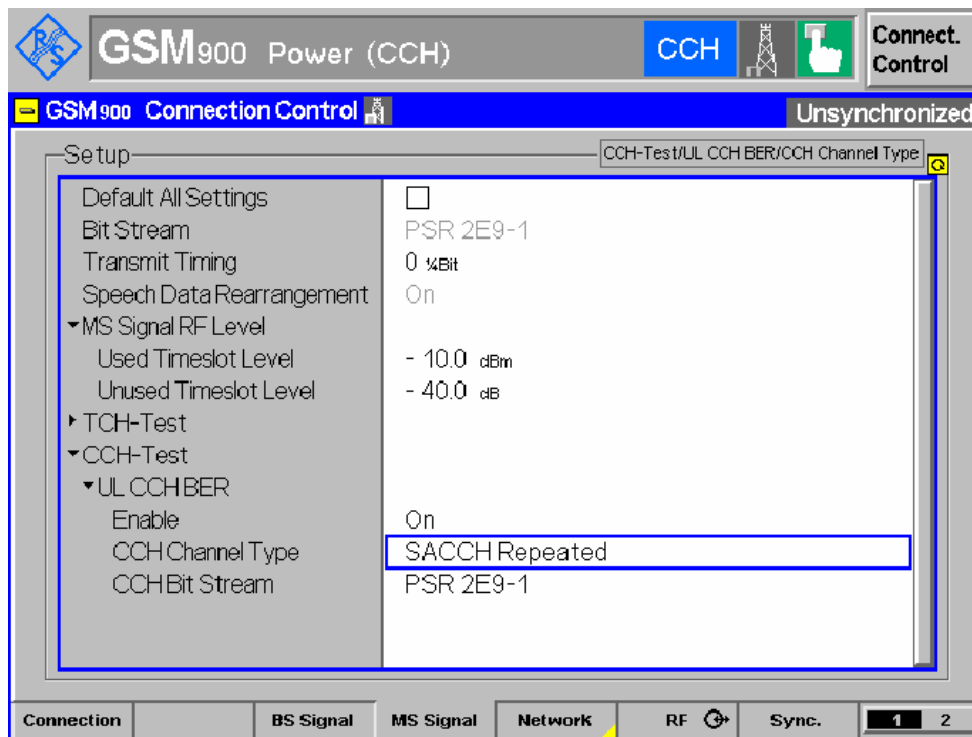 R&S
GSM900 Power (CCH)
CCH
Connect. Control
GSM900 Connection Control
Unsynchronized
Setup
CCH-Test/UL CCH BER/CCH Channel Type
Default All Settings
Bit Stream PSR 2E9-1
Transmit Timing 0 ¼Bit
Speech Data Rearrangement On
MS Signal RF Level
Used Timeslot Level - 10.0 dBm
Unused Timeslot Level - 40.0 dB
TCH-Test
CCH-Test
UL CCH BER
Enable On
CCH Channel Type SACCH Repeated
CCH Bit Stream PSR 2E9-1
Connection BS Signal MS Signal Network RF Sync. 1 2